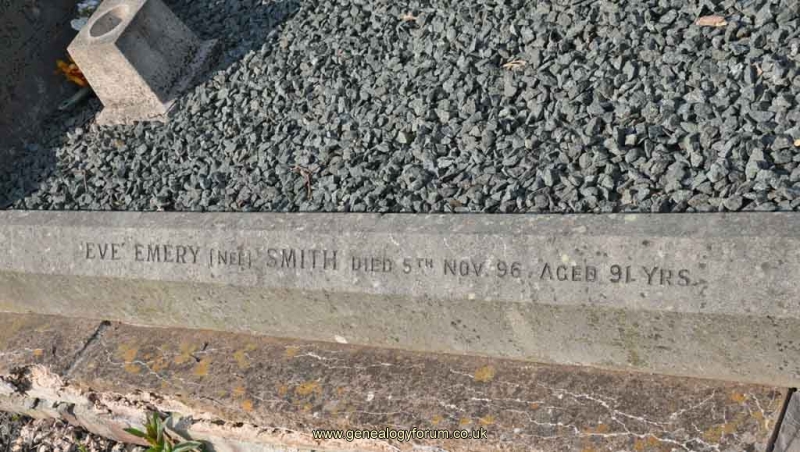 'EVE' EMERY (NEE) SMITH DIED 5TH NOV. 96. AGED 91 YRS.
www.genealogyforum.co.uk